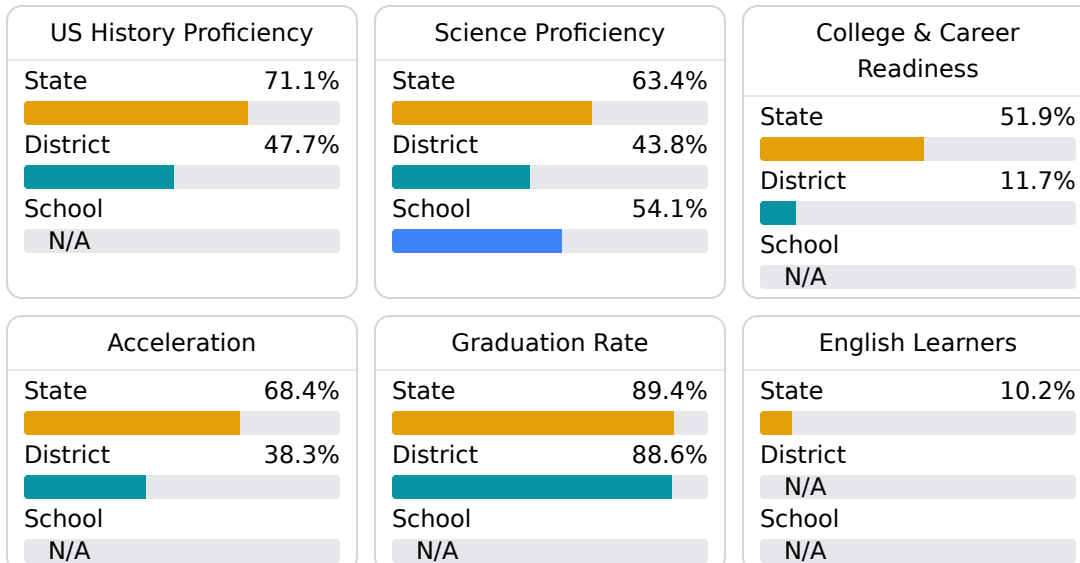 US History Proficiency
State 71.1%
District 47.7%
School
N/A
Science Proficiency
State 63.4%
District 43.8%
School 54.1%
College & Career
Readiness
State 51.9%
District 11.7%
School
N/A
Acceleration
State 68.4%
District 38.3%
School
N/A
Graduation Rate
State 89.4%
District 88.6%
School
N/A
English Learners
State 10.2%
District
N/A
School
N/A